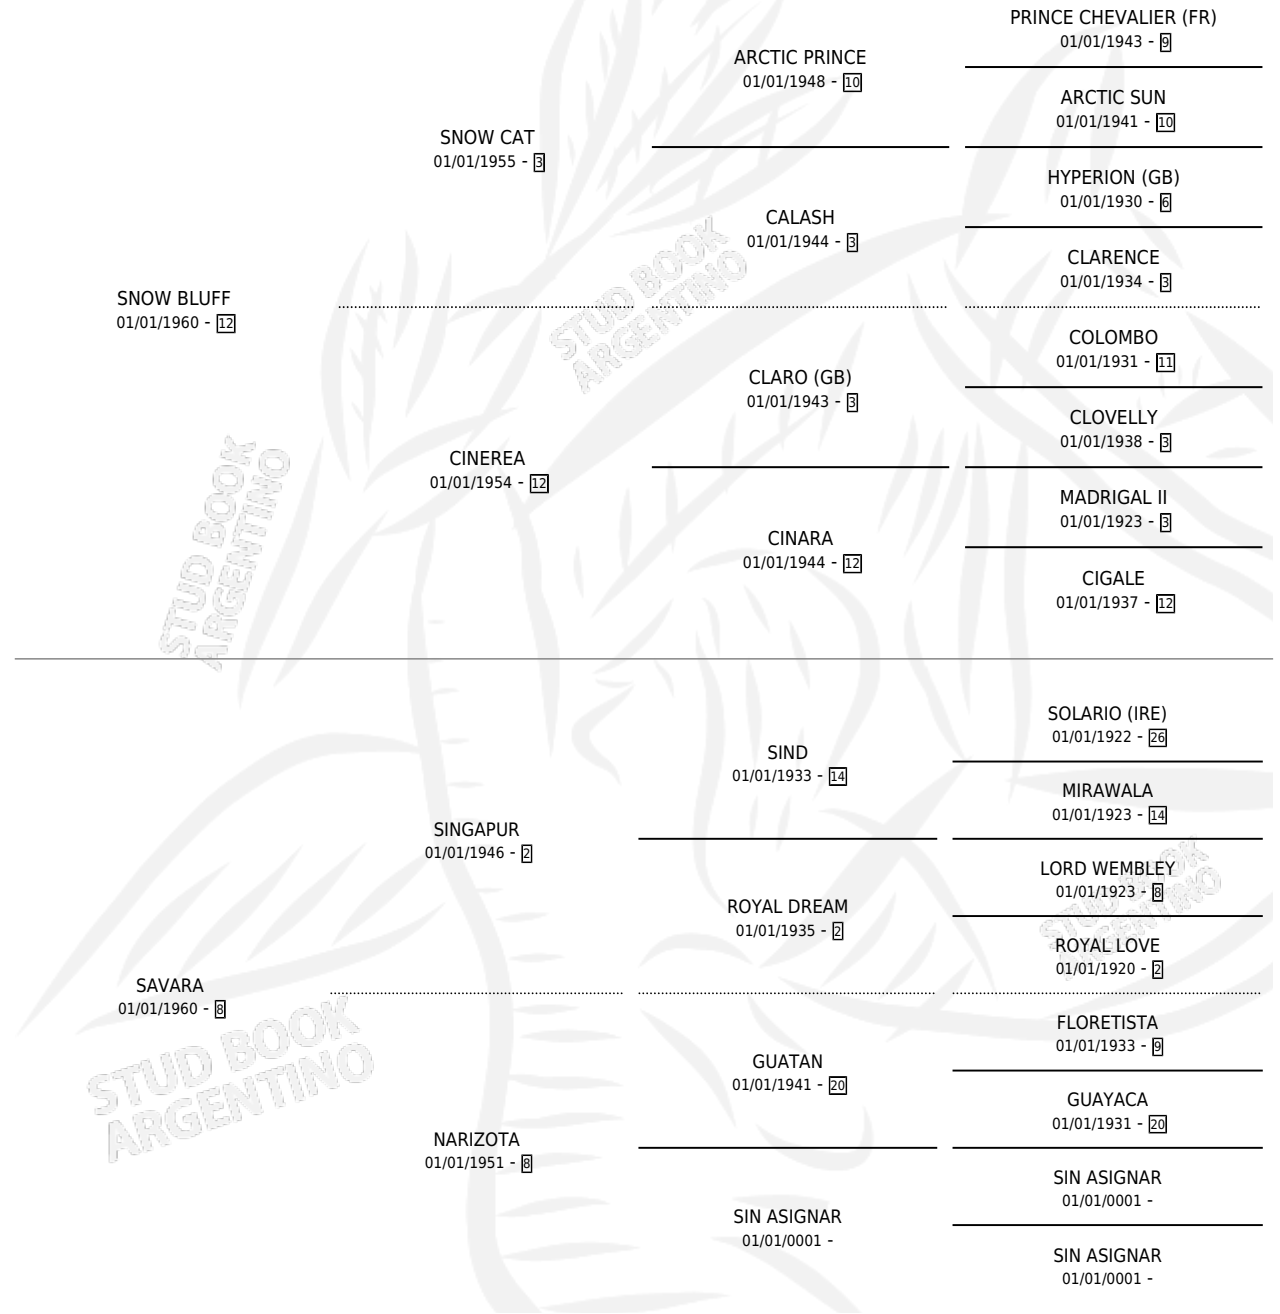 PRINCE CHEVALIER (FR)
01/01/1943 - 9
ARCTIC PRINCE
01/01/1948 - 10
ARCTIC SUN
01/01/1941 - 10
SNOW CAT
01/01/1955 - 3
HYPERION (GB)
01/01/1930 - 6
CALASH
01/01/1944 - 3
CLARENCE
01/01/1934 - 3
SNOW BLUFF
01/01/1960 - 12
STUD BOOK
ARGENTINO
COLOMBO
01/01/1931 - 11
CLARO (GB)
01/01/1943 - 3
CLOVELLY
01/01/1938 - 3
CINEREA
01/01/1954 - 12
MADRIGAL II
01/01/1923 - 3
CINARA
01/01/1944 - 12
CIGALE
01/01/1937 - 12
STUD BOOK
ARGENTINO
SOLARIO (IRE)
01/01/1922 - 26
SIND
01/01/1933 - 14
MIRAWALA
01/01/1923 - 14
SINGAPUR
01/01/1946 - 2
LORD WEMBLEY
01/01/1923 - 8
ROYAL DREAM
01/01/1935 - 2
STUD BOOK
ARGENTINO
ROYAL LOVE
01/01/1920 - 2
SAVARA
01/01/1960 - 8
FLORETISTA
01/01/1933 - 9
STUD BOOK
ARGENTINO
GUATAN
01/01/1941 - 20
GUAYACA
01/01/1931 - 20
NARIZOTA
01/01/1951 - 8
SIN ASIGNAR
01/01/0001 -
SIN ASIGNAR
01/01/0001 -
SIN ASIGNAR
01/01/0001 -